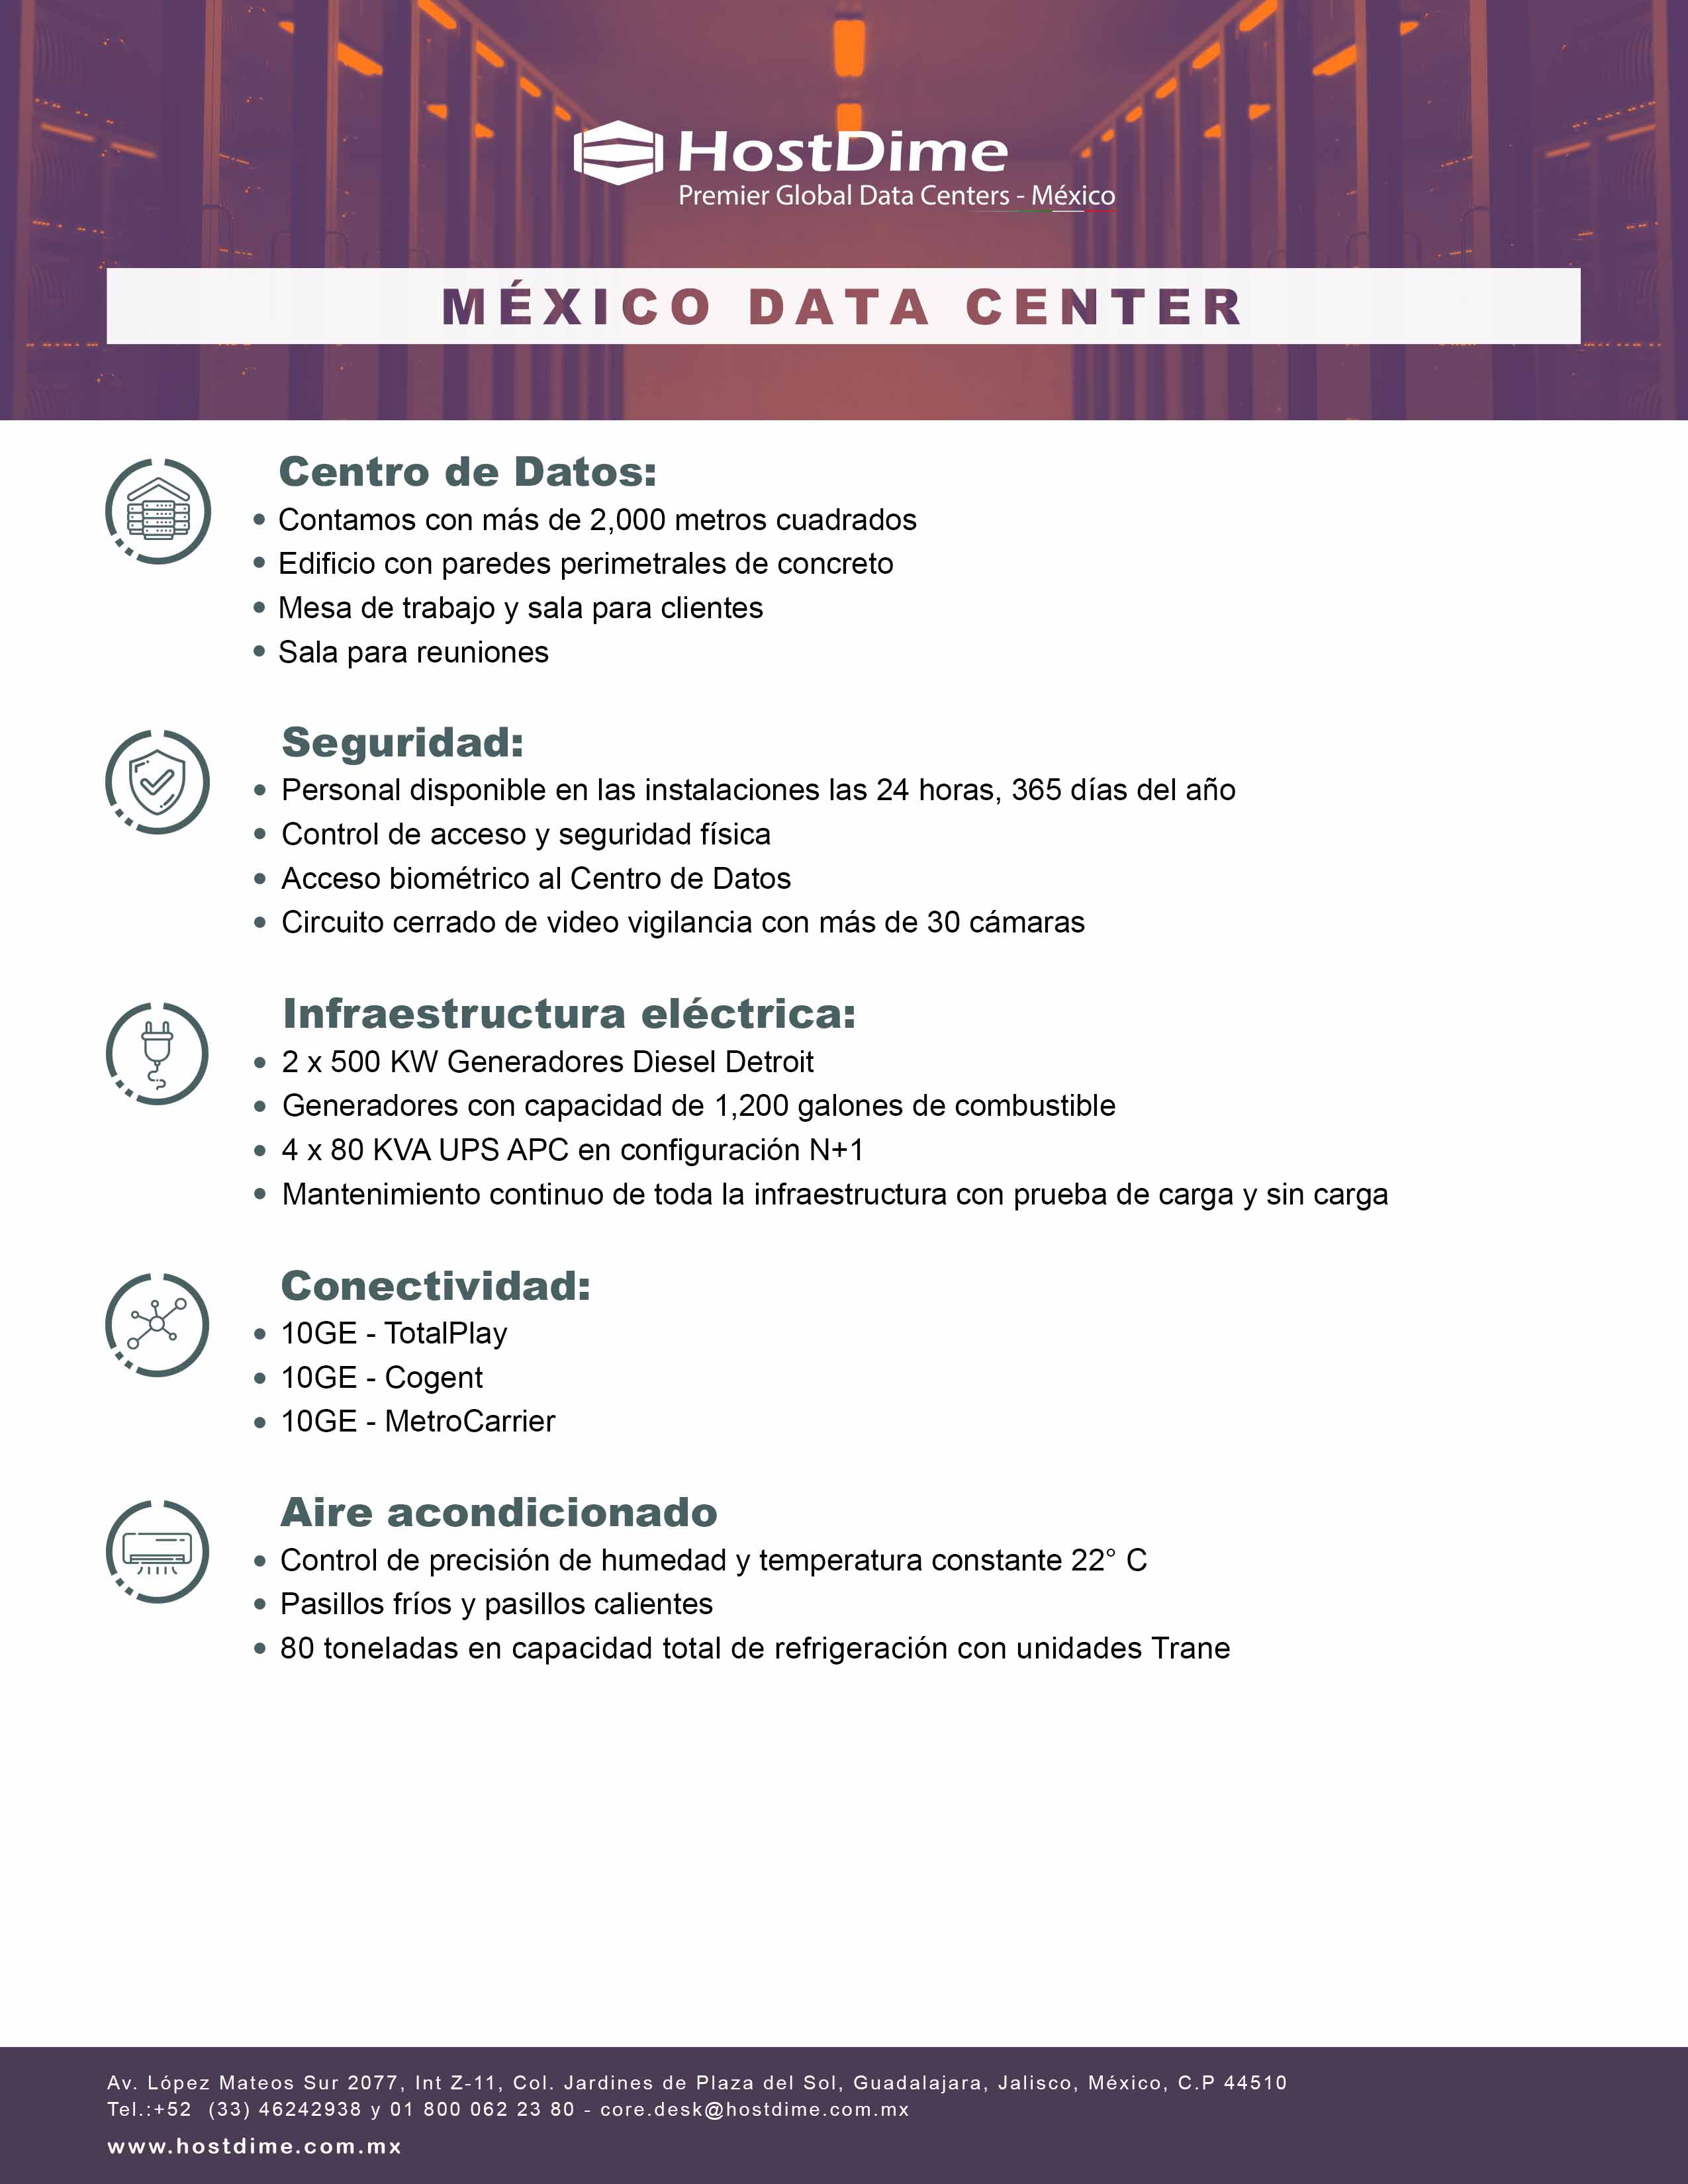 HostDime
Premier Global Data Centers - México
MÉXICO DATA CENTER
Centro de Datos:
• Contamos con más de 2,000 metros cuadrados
• Edificio con paredes perimetrales de concreto
• Mesa de trabajo y sala para clientes
• Sala para reuniones
Seguridad:
• Personal disponible en las instalaciones las 24 horas, 365 días del año
• Control de acceso y seguridad física
• Acceso biométrico al Centro de Datos
• Circuito cerrado de video vigilancia con más de 30 cámaras
Infraestructura eléctrica:
• 2 x 500 KW Generadores Diesel Detroit
• Generadores con capacidad de 1,200 galones de combustible
• 4 x 80 KVA UPS APC en configuración N+1
• Mantenimiento continuo de toda la infraestructura con prueba de carga y sin carga
Conectividad:
• 10GE - TotalPlay
• 10GE - Cogent
• 10GE - MetroCarrier
Aire acondicionado
• Control de precisión de humedad y temperatura constante 22° C
• Pasillos fríos y pasillos calientes
• 80 toneladas en capacidad total de refrigeración con unidades Trane
Av. López Mateos Sur 2077, Int Z-11, Col. Jardines de Plaza del Sol, Guadalajara, Jalisco, México, C.P 44510
Tel.:+52 (33) 46242938 y 01 800 062 23 80 - core.desk@hostdime.com.mx
www.hostdime.com.mx